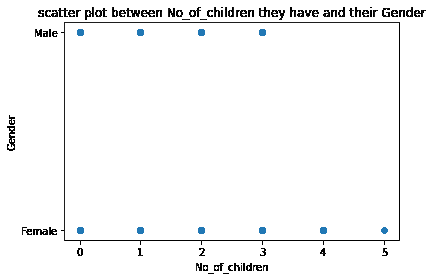 scatter plot between No_of_children they have and their Gender
Male
Gender
Female
0 1 2 3 4 5
No_of_children